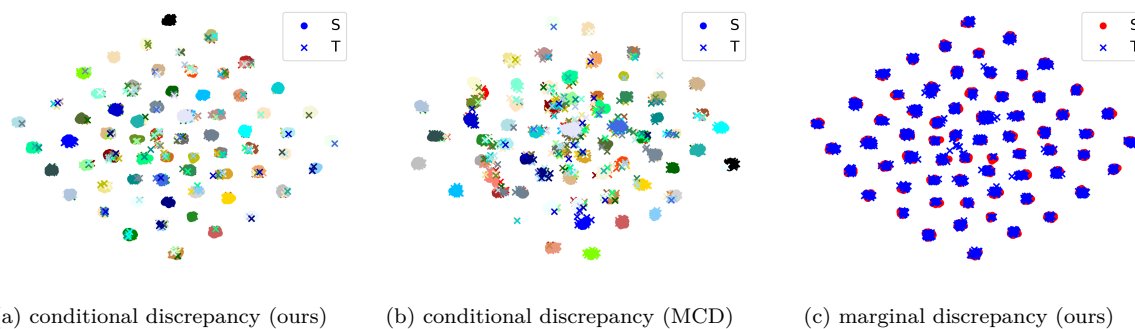 S
T
S
T
S
T
a) conditional discrepancy (ours)
(b) conditional discrepancy (MCD)
(c) marginal discrepancy (ours)